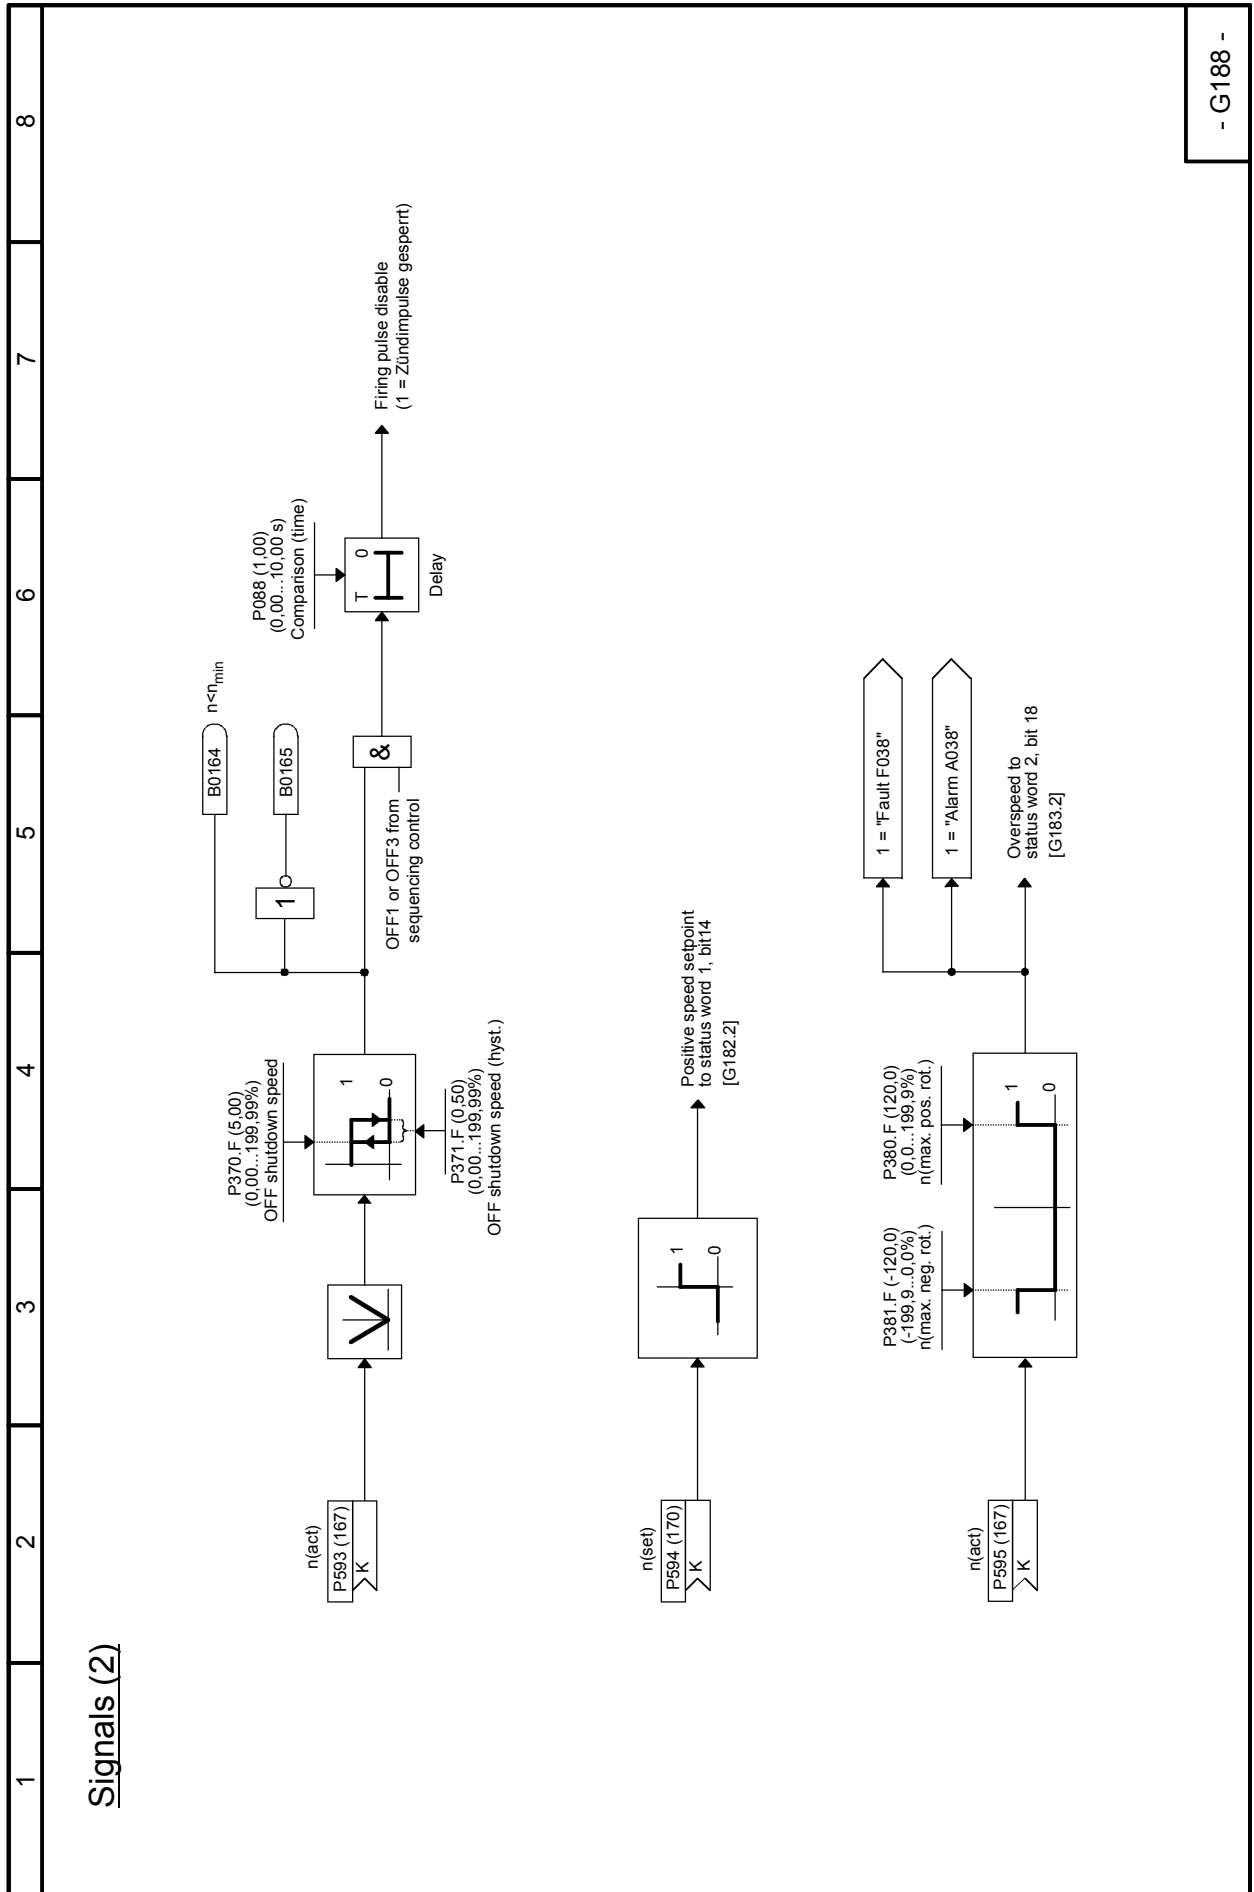 1 2 3 4 5 6 7 8
Signals (2)
n(act)
P593 (167)
K
P370.F (5,00)
(0,00...199,99%)
OFF shutdown speed
1
0
P371.F (0,50)
(0,00...199,99%)
OFF shutdown speed (hyst.)
B0164
n<nmin
1
B0165
&
OFF1 or OFF3 from
sequencing control
P088 (1,00)
(0,00...10,00 s)
Comparison (time)
T 0
Delay
Firing pulse disable
(1 = Zündimpulse gesperrt)
n(set)
P594 (170)
K
1
0
Positive speed setpoint
to status word 1, bit14
[G182.2]
n(act)
P595 (167)
K
P381.F (-120,0)
(-199,9...0,0%)
n(max. neg. rot.)
P380.F (120,0)
(0,0...199,9%)
n(max. pos. rot.)
1
0
1 = "Fault F038"
1 = "Alarm A038"
Overspeed to
status word 2, bit 18
[G183.2]
- G188 -